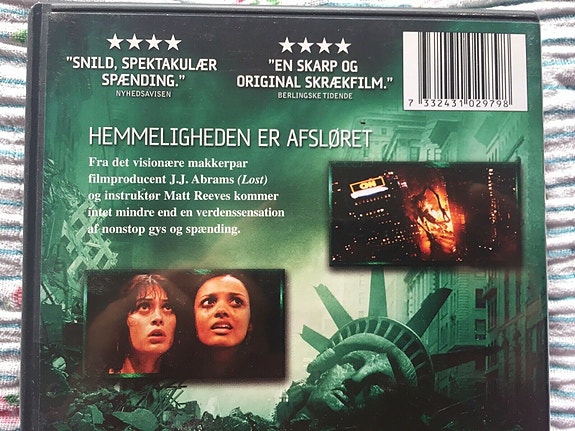 ★★★★
"SNILD, SPEKTAKULÆR
SPÆNDING."
NYHEDSAVISEN
★★★★
"EN SKARP OG
ORIGINAL SKRÆKFILM."
BERLINGSKE TIDENDE
7 332431 029798
HEMMELIGHEDEN ER AFSLØRET
Fra det visionære makkerpar
filmproducent J.J. Abrams (Lost)
og instruktør Matt Reeves kommer
intet mindre end en verdenssensation
af nonstop gys og spænding.
CNN